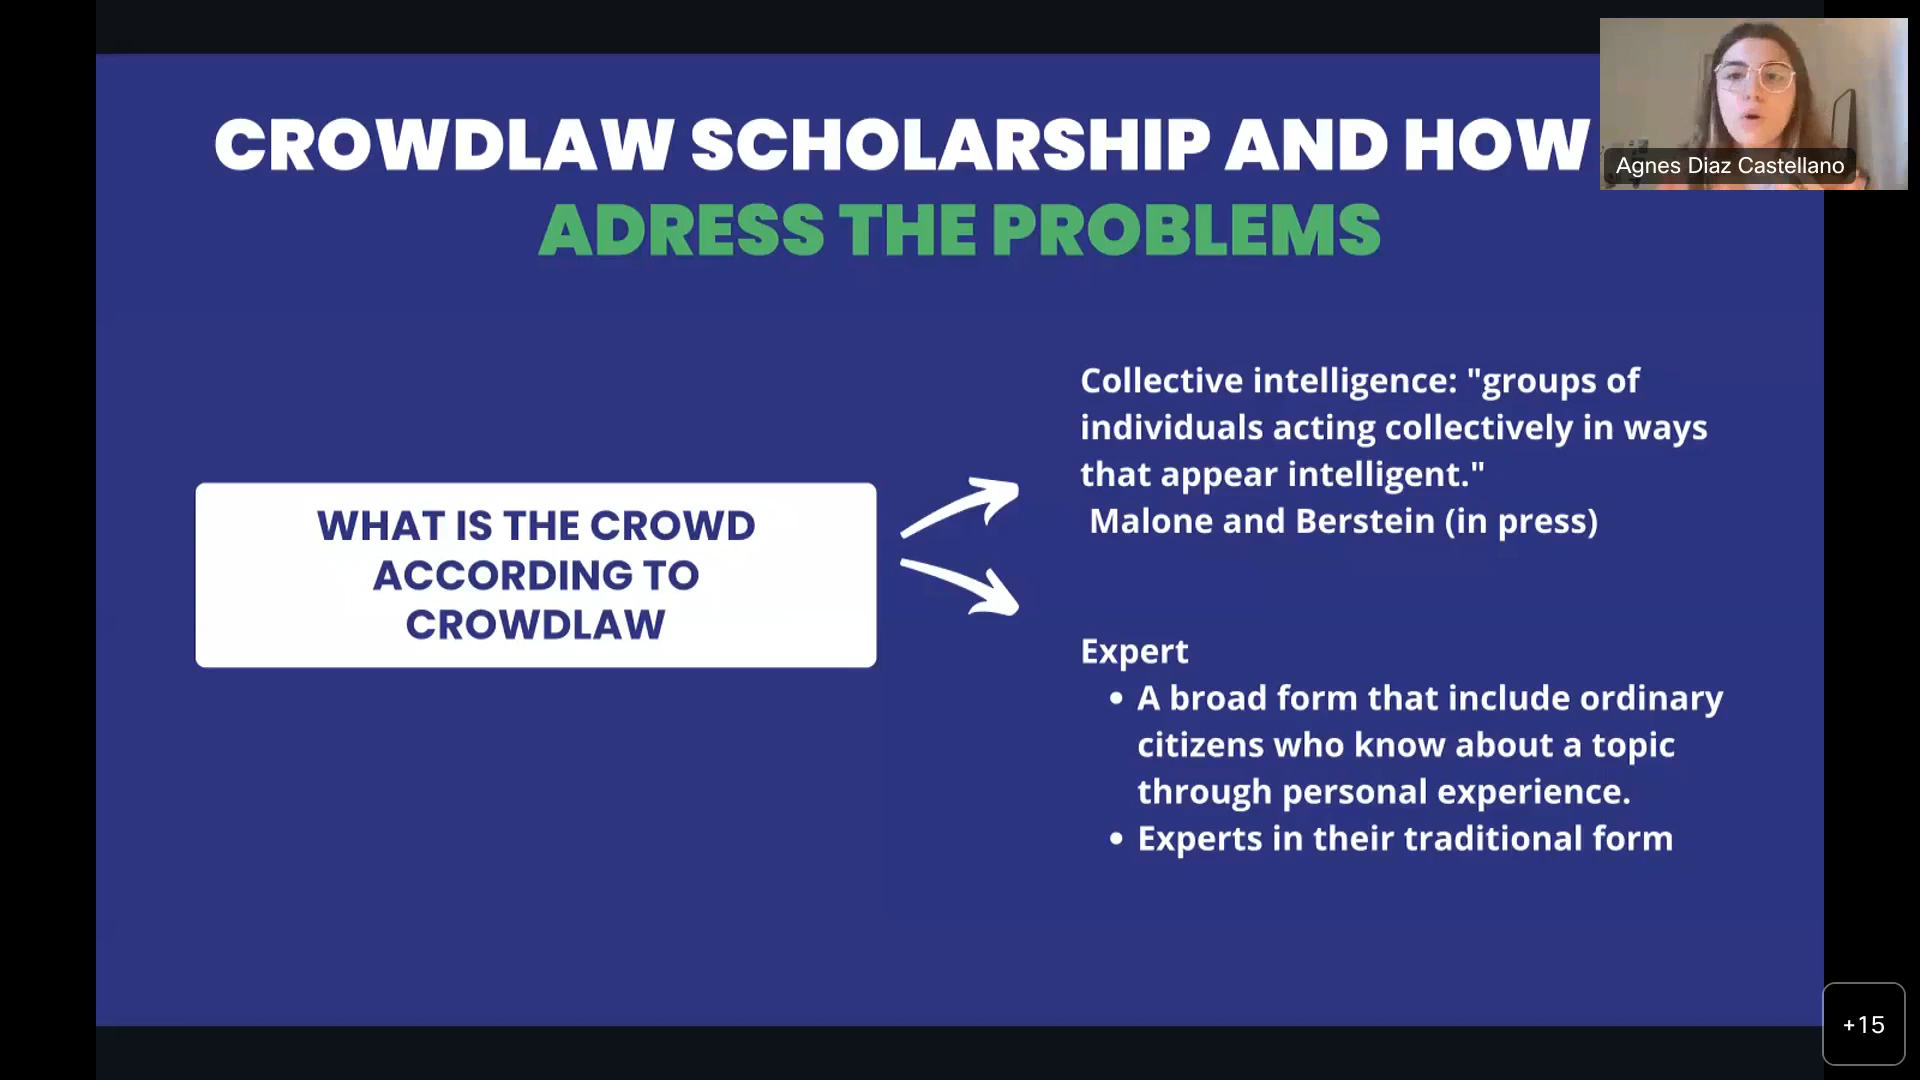 CROWDLAW SCHOLARSHIP AND HOW
ADRESS THE PROBLEMS
Agnes Diaz Castellano
WHAT IS THE CROWD
ACCORDING TO
CROWDLAW
Collective intelligence: "groups of
individuals acting collectively in ways
that appear intelligent."
Malone and Berstein (in press)
Expert
• A broad form that include ordinary
citizens who know about a topic
through personal experience.
• Experts in their traditional form
+15